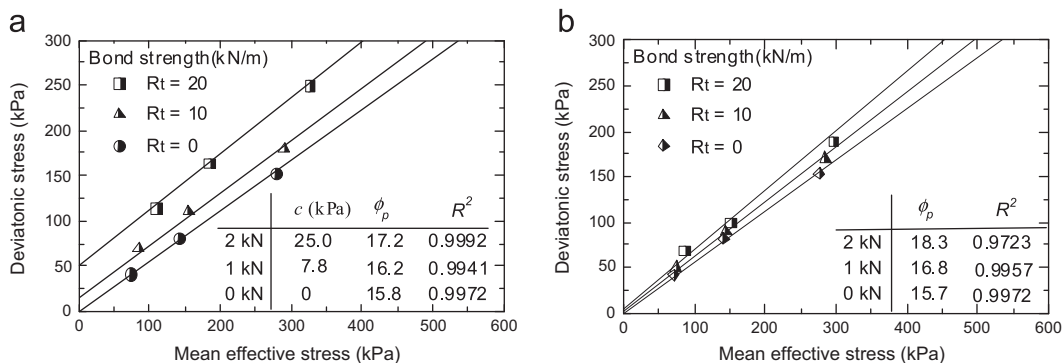 a
Bond strength(kN/m)
Rt = 20
Rt = 10
Rt = 0
c (kPa) ϕp R²
2 kN 25.0 17.2 0.9992
1 kN 7.8 16.2 0.9941
0 kN 0 15.8 0.9972
300
250
200
150
100
50
0
Deviatonic stress (kPa)
0 100 200 300 400 500 600
Mean effective stress (kPa)
b
Bond strength(kN/m)
Rt = 20
Rt = 10
Rt = 0
ϕp R²
2 kN 18.3 0.9723
1 kN 16.8 0.9957
0 kN 15.7 0.9972
300
250
200
150
100
50
0
Deviatonic stress (kPa)
0 100 200 300 400 500 600
Mean effective stress (kPa)